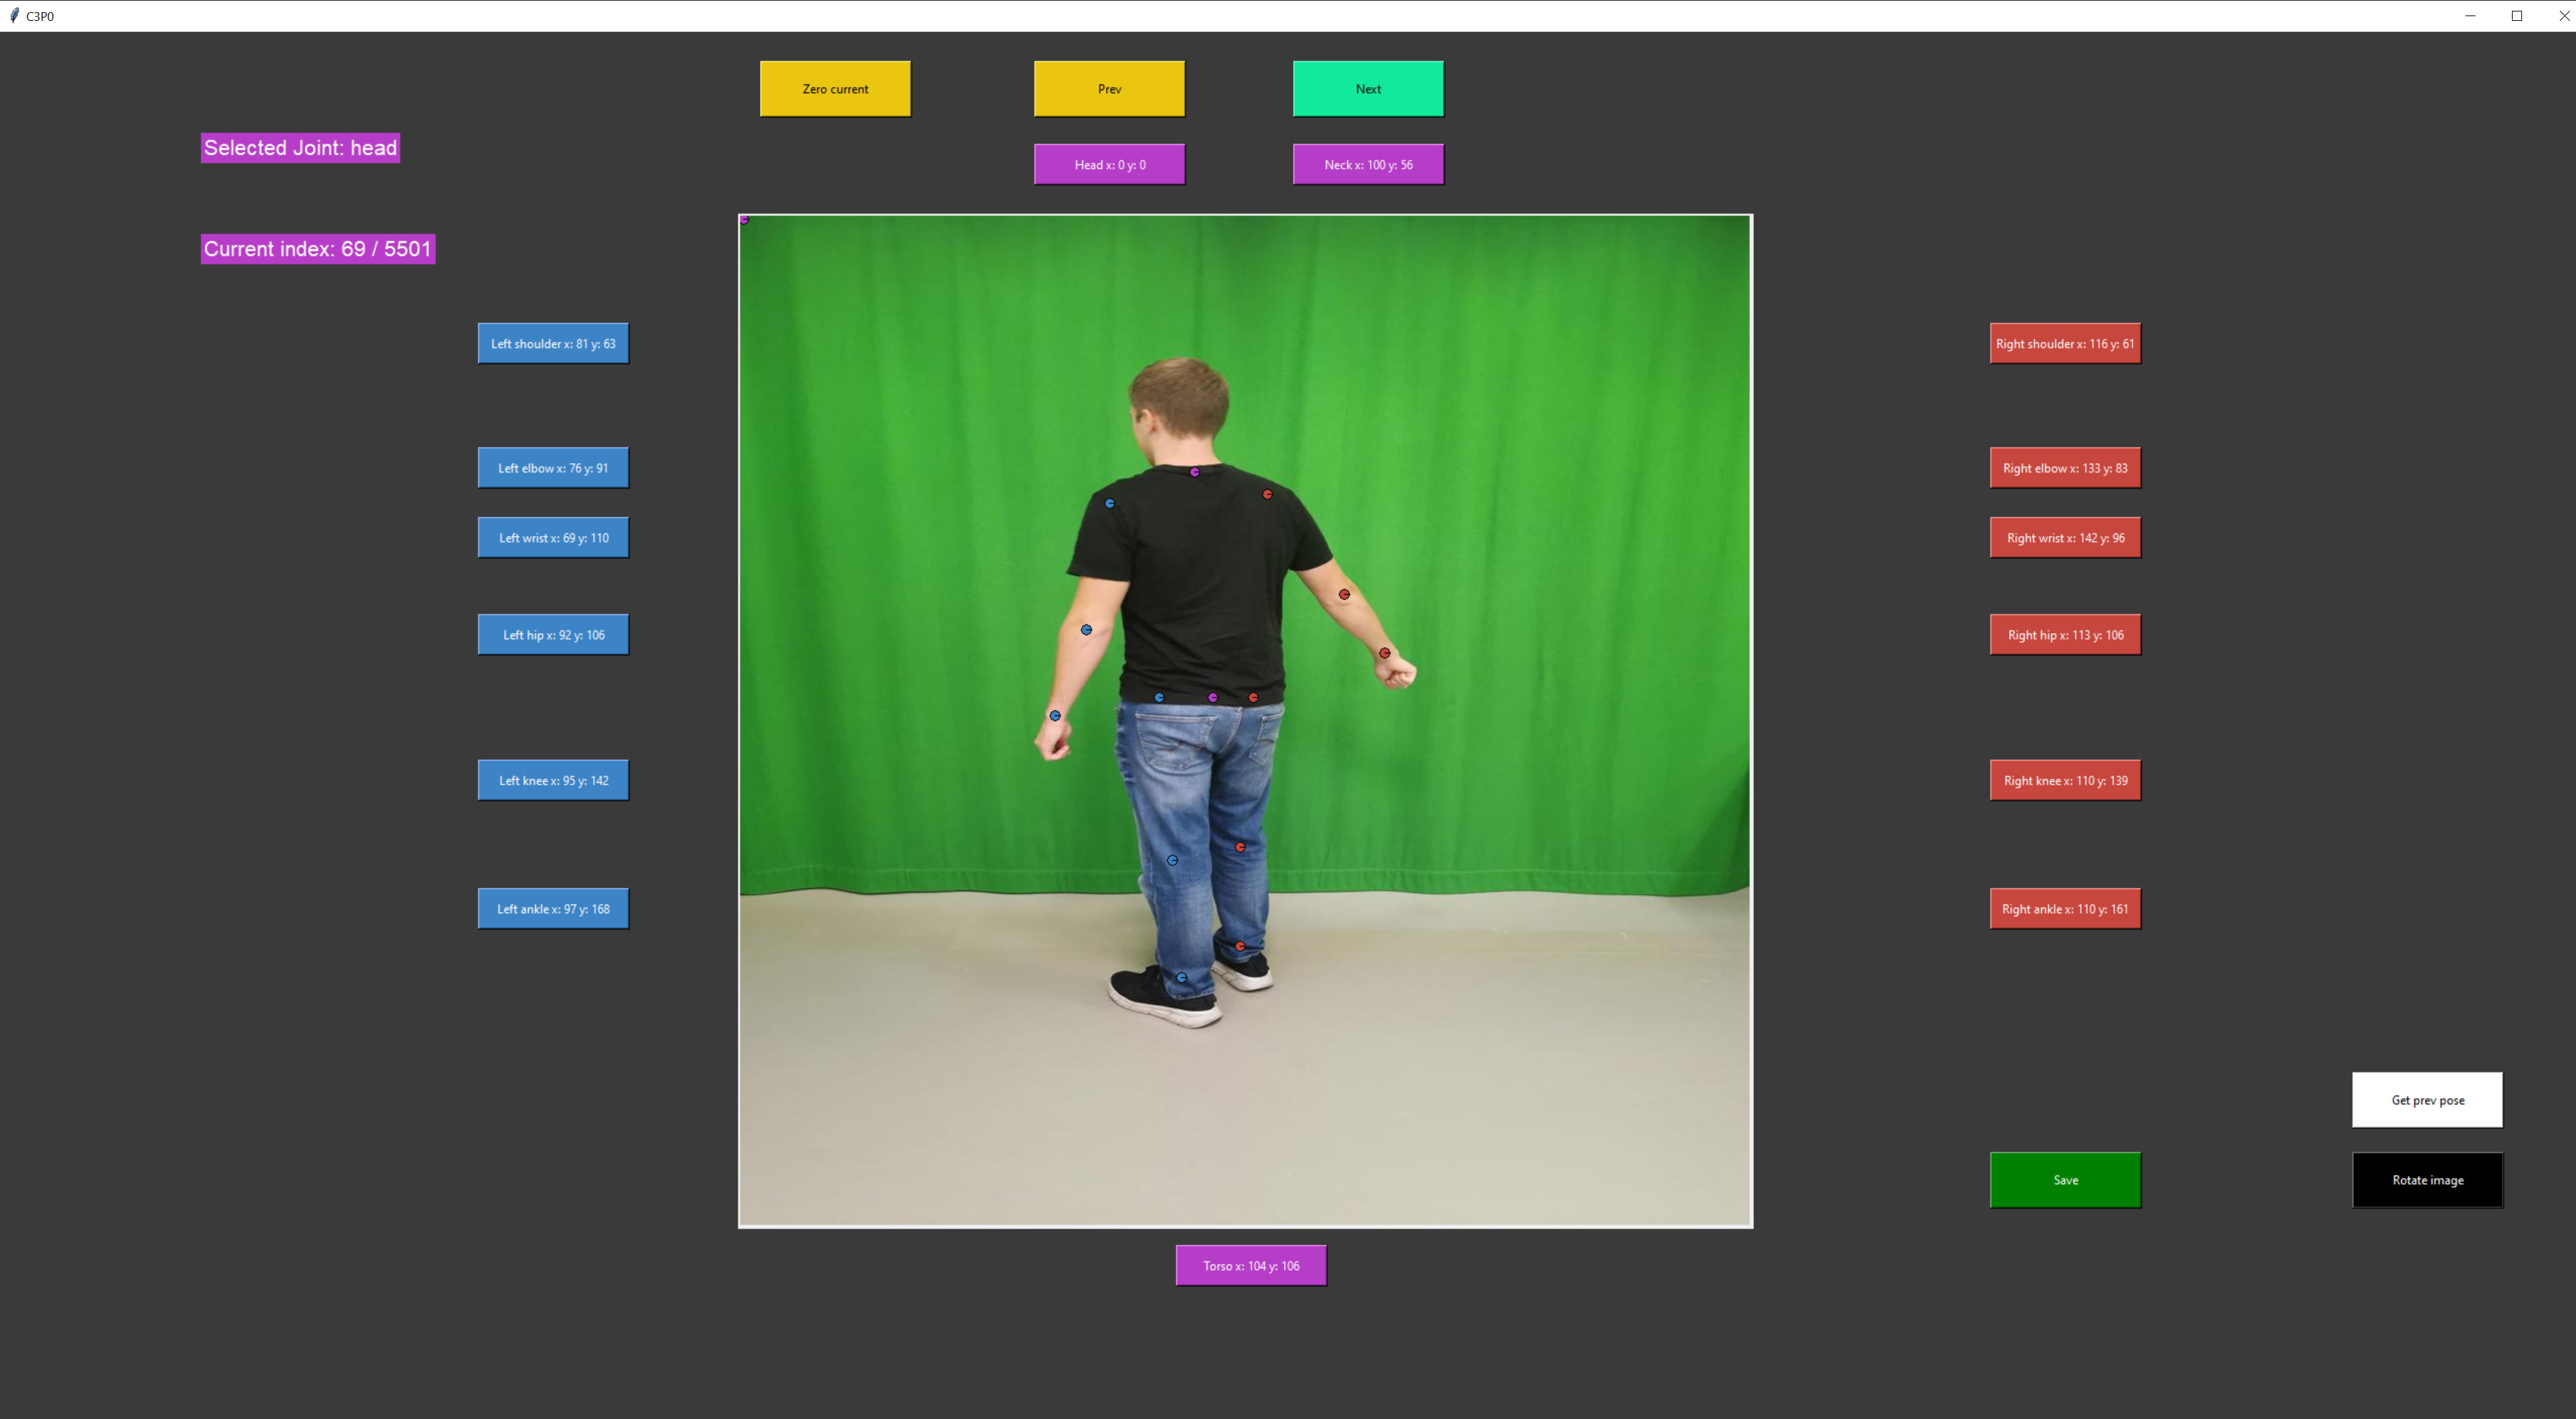 C3P0
Zero current
Prev
Next
Selected Joint: head
Head x: 0 y: 0
Neck x: 100 y: 56
Current index: 69 / 5501
Left shoulder x: 81 y: 63
Right shoulder x: 116 y: 61
Left elbow x: 76 y: 91
Right elbow x: 133 y: 83
Left wrist x: 69 y: 110
Right wrist x: 142 y: 96
Left hip x: 92 y: 106
Right hip x: 113 y: 106
Left knee x: 95 y: 142
Right knee x: 110 y: 139
Left ankle x: 97 y: 168
Right ankle x: 110 y: 161
Get prev pose
Save
Rotate image
Torso x: 104 y: 106